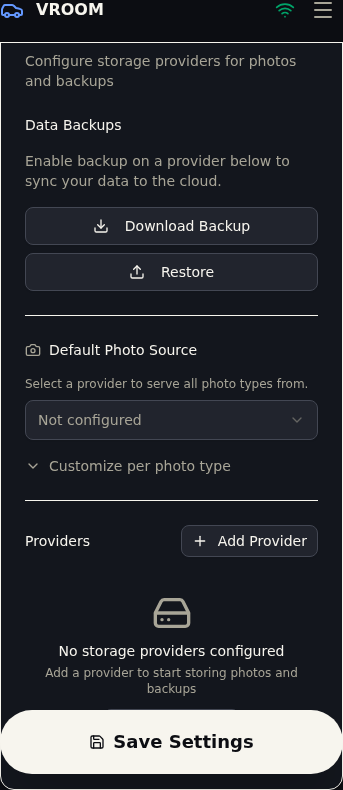 VROOM
Configure storage providers for photos
and backups
Data Backups
Enable backup on a provider below to
sync your data to the cloud.
Download Backup
Restore
Default Photo Source
Select a provider to serve all photo types from.
Not configured
Customize per photo type
Providers
Add Provider
No storage providers configured
Add a provider to start storing photos and
backups
Save Settings